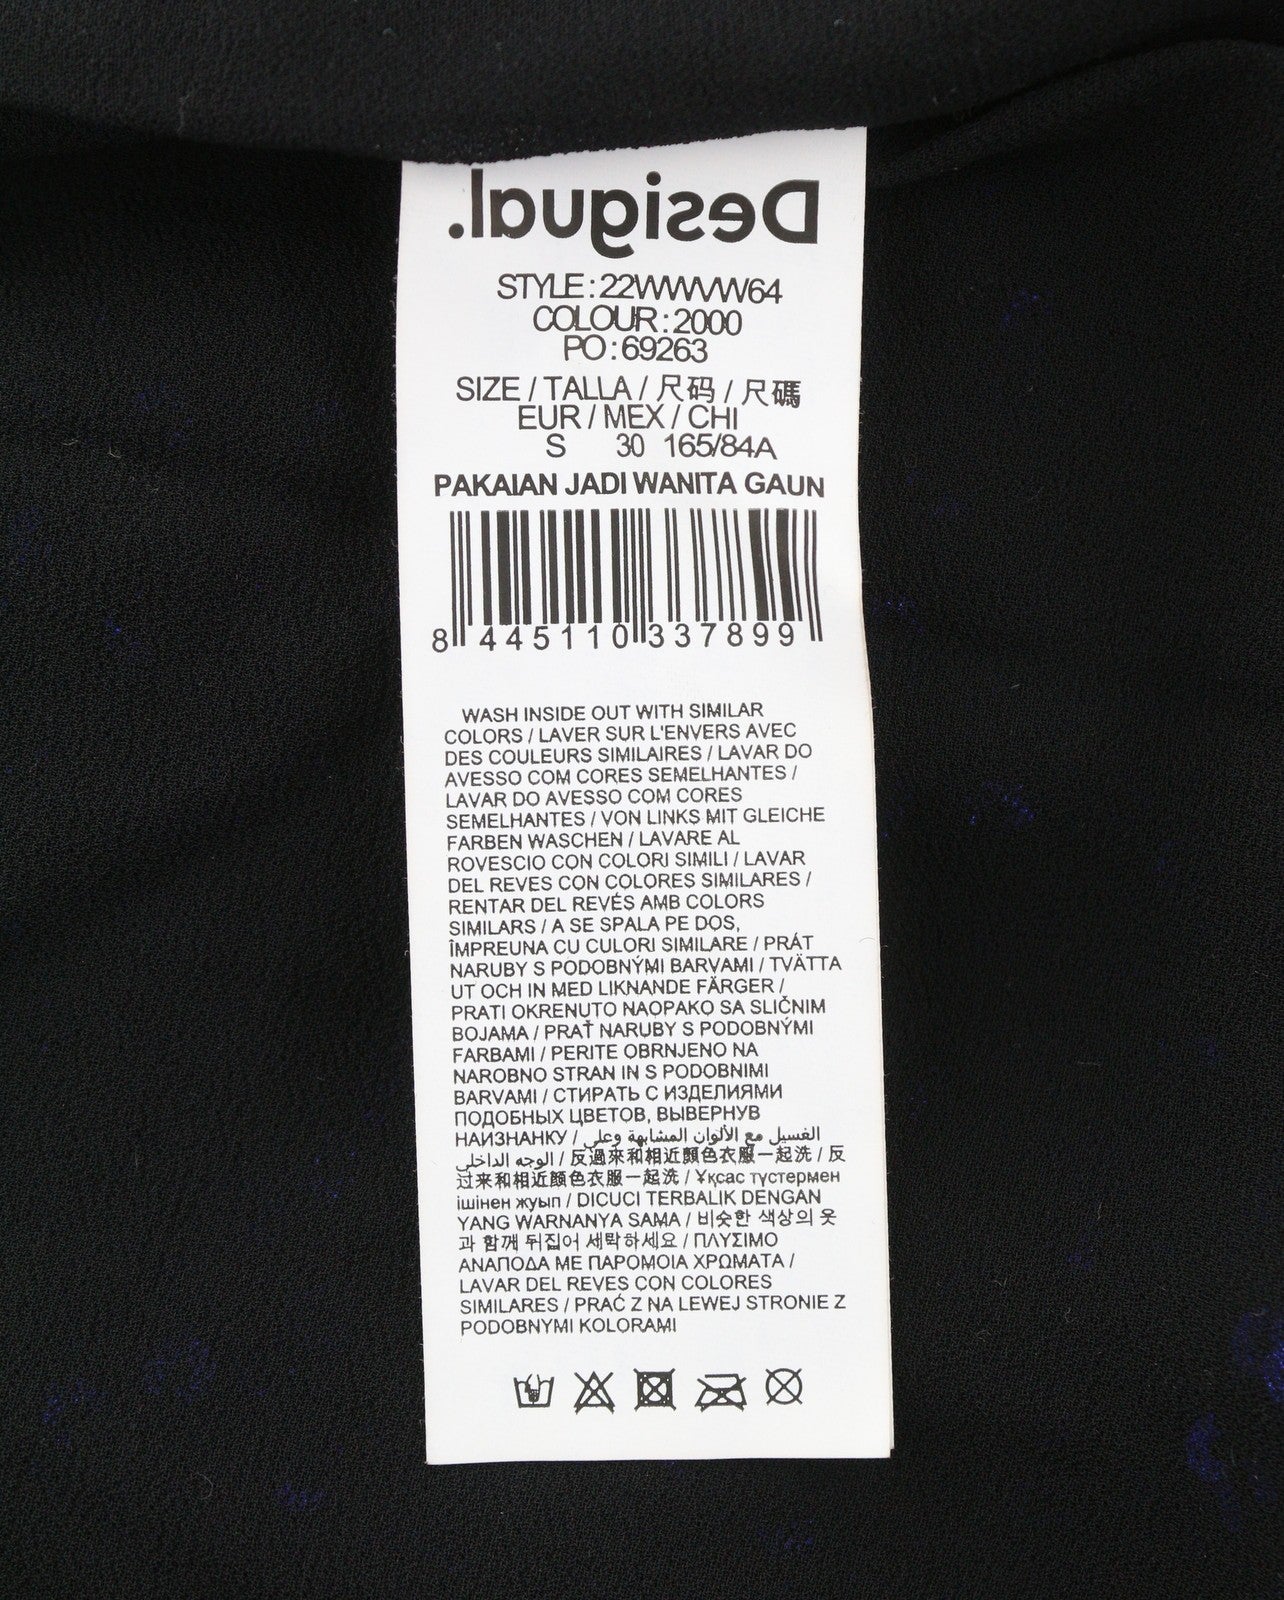 Desigual.
STYLE:22WWVW64
COLOUR:2000
PO:69263
SIZE / TALLA / 尺码 / 尺碼
EUR / MEX / CHI
S 30 165/84A
PAKAIAN JADI WANITA GAUN
8 445110 337899
WASH INSIDE OUT WITH SIMILAR
COLORS / LAVER SUR L'ENVERS AVEC
DES COULEURS SIMILAIRES / LAVAR DO
AVESSO COM CORES SEMELHANTES /
LAVAR DO AVESSO COM CORES
SEMELHANTES / VON LINKS MIT GLEICHE
FARBEN WASCHEN / LAVARE AL
ROVESCIO CON COLORI SIMILI / LAVAR
DEL REVES CON COLORES SIMILARES /
RENTAR DEL REVÉS AMB COLORS
SIMILARS / A SE SPALA PE DOS,
ÎMPREUNA CU CULORI SIMILARE / PRÁT
NARUBY S PODOBNÝMI BARVAMI / TVÄTTA
UT OCH IN MED LIKNANDE FÄRGER /
PRATI OKRENUTO NAOPAKO SA SLIČNIM
BOJAMA / PRAŤ NARUBY S PODOBNÝMI
FARBAMI / PERITE OBRNJENO NA
NAROBNO STRAN IN S PODOBNIMI
BARVAMI / СТИРАТЬ С ИЗДЕЛИЯМИ
ПОДОБНЫХ ЦВЕТОВ, ВЫВЕРНУВ
НАИЗНАНКУ / الغسيل مع الألوان المشابهة وعلى
الوجه الداخلي / 反過來和相近顏色衣服一起洗 / 反
过来和相近颜色衣服一起洗 / Ұқсас түстермен
ішінен жуып / DICUCI TERBALIK DENGAN
YANG WARNANYA SAMA / 비슷한 색상의 옷
과 함께 뒤집어 세탁하세요 / ΠΛΥΣΙΜΟ
ΑΝΑΠΟΔΑ ΜΕ ΠΑΡΟΜΟΙΑ ΧΡΩΜΑΤΑ /
LAVAR DEL REVES CON COLORES
SIMILARES / PRAĆ Z NA LEWEJ STRONIE Z
PODOBNYMI KOLORAMI